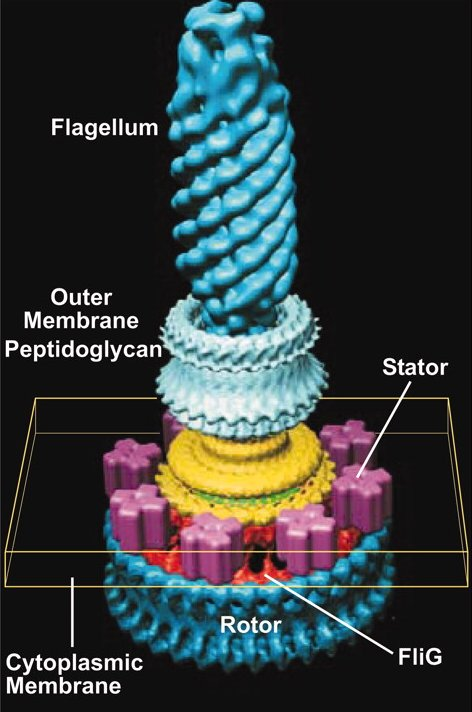 Flagellum
Outer
Membrane
Peptidoglycan
Stator
Rotor
FliG
Cytoplasmic
Membrane